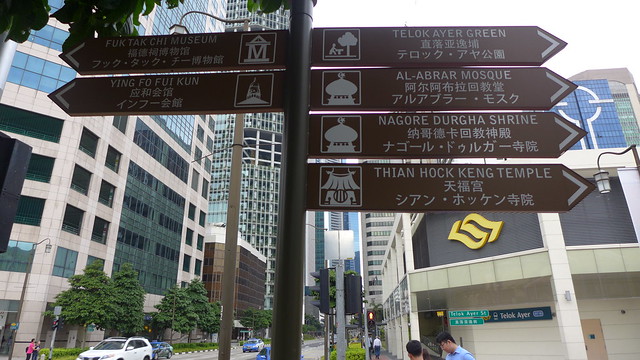 FUK TAK CHI MUSEUM
福德祠博物馆
フック・タック・チー博物館
YING FO FUI KUN
应和会馆
インフー会館
TELOK AYER GREEN
直落亚逸埔
テロック・アヤ公園
AL-ABRAR MOSQUE
阿尔阿布拉回教堂
アルアブラー・モスク
NAGORE DURGHA SHRINE
纳哥德卡回教神殿
ナゴール・ドゥルガー寺院
THIAN HOCK KENG TEMPLE
天福宫
シアン・ホッケン寺院
Telok Ayer St
Telok Ayer